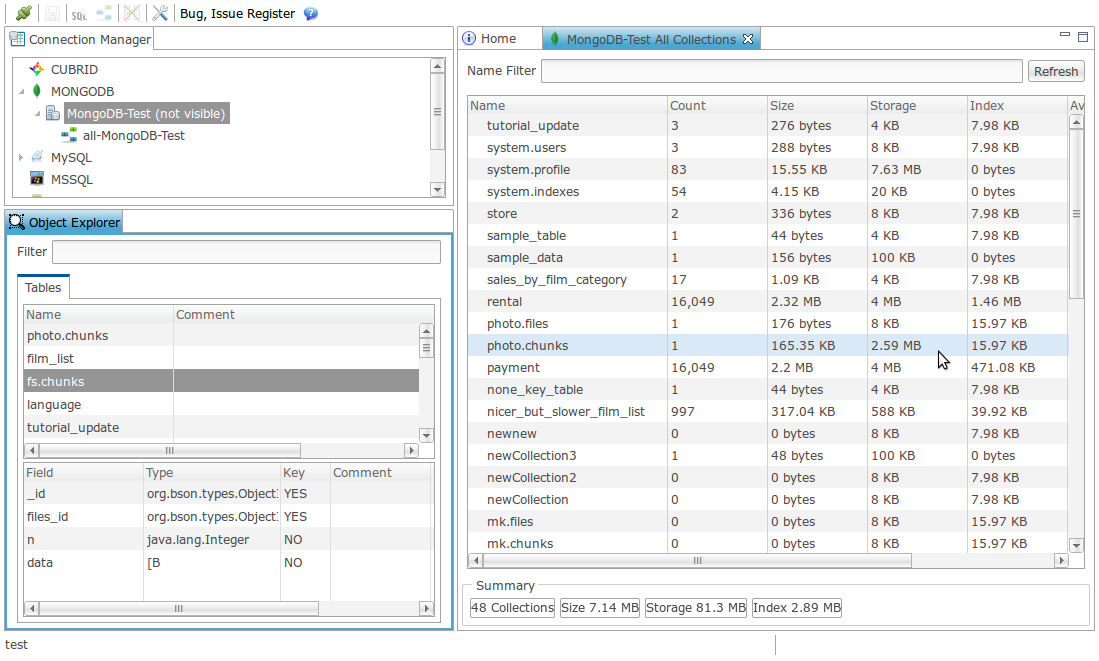 SQL Bug, Issue Register ?
Connection Manager
CUBRID
MONGODB
MongoDB-Test (not visible)
all-MongoDB-Test
MySQL
MSSQL
Object Explorer
Filter
Tables
Name Comment
photo.chunks
film_list
fs.chunks
language
tutorial_update
Field Type Key Comment
_id org.bson.types.ObjectI YES
files_id org.bson.types.ObjectI YES
n java.lang.Integer NO
data [B NO
Home MongoDB-Test All Collections
Name Filter Refresh
Name Count Size Storage Index Av
tutorial_update 3 276 bytes 4 KB 7.98 KB
system.users 3 288 bytes 8 KB 7.98 KB
system.profile 83 15.55 KB 7.63 MB 0 bytes
system.indexes 54 4.15 KB 20 KB 0 bytes
store 2 336 bytes 8 KB 7.98 KB
sample_table 1 44 bytes 4 KB 7.98 KB
sample_data 1 156 bytes 100 KB 0 bytes
sales_by_film_category 17 1.09 KB 4 KB 7.98 KB
rental 16,049 2.32 MB 4 MB 1.46 MB
photo.files 1 176 bytes 8 KB 15.97 KB
photo.chunks 1 165.35 KB 2.59 MB 15.97 KB
payment 16,049 2.2 MB 4 MB 471.08 KB
none_key_table 1 44 bytes 4 KB 7.98 KB
nicer_but_slower_film_list 997 317.04 KB 588 KB 39.92 KB
newnew 0 0 bytes 8 KB 7.98 KB
newCollection3 1 48 bytes 100 KB 0 bytes
newCollection2 0 0 bytes 8 KB 7.98 KB
newCollection 0 0 bytes 8 KB 7.98 KB
mk.files 0 0 bytes 8 KB 15.97 KB
mk.chunks 0 0 bytes 8 KB 15.97 KB
Summary
48 Collections Size 7.14 MB Storage 81.3 MB Index 2.89 MB
test